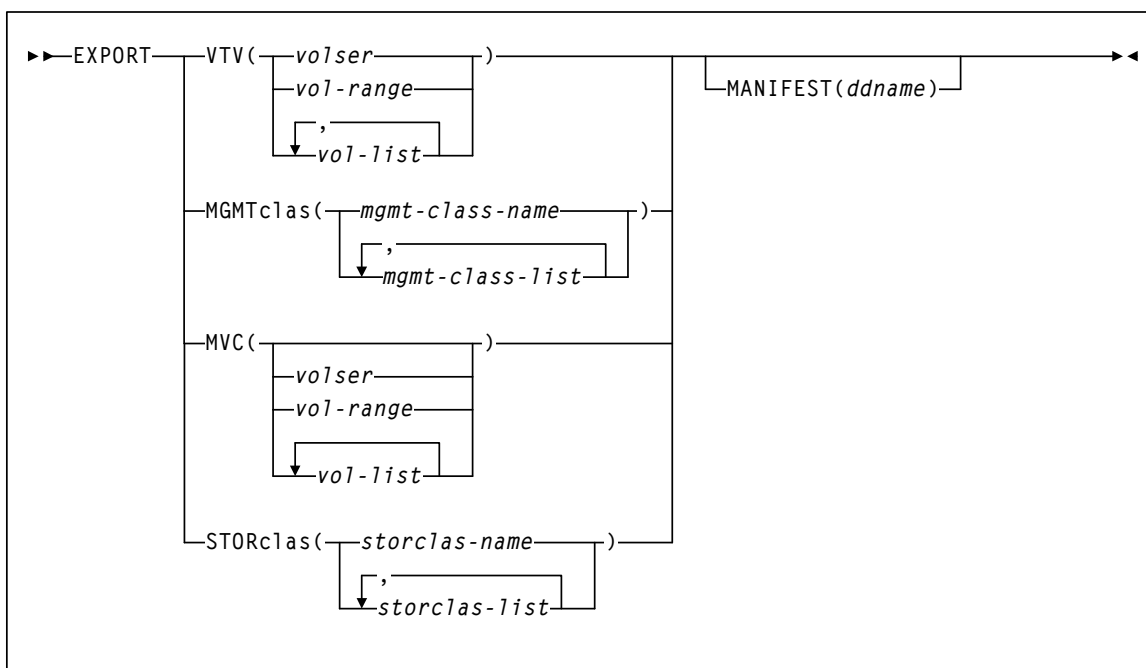 EXPORT VTV( volser )
MANIFEST(ddname)
vol-range
,
vol-list
MGMTclas( mgmt-class-name )
,
mgmt-class-list
MVC( )
volser
vol-range
vol-list
STORclas( storclas-name )
,
storclas-list